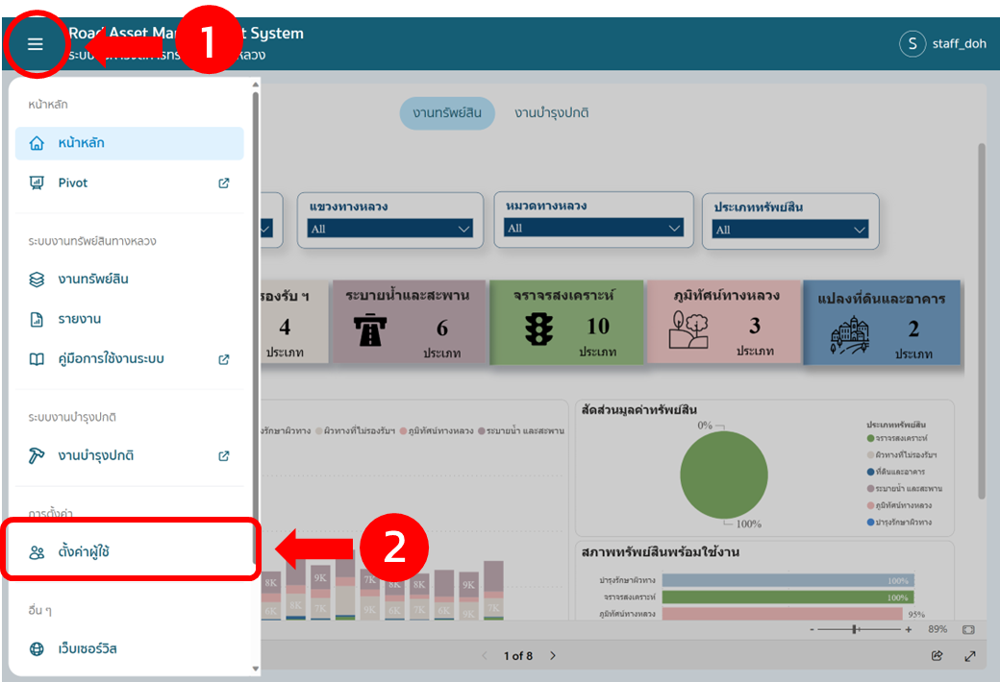 Road Asset Ma
t System
1
S staff_doh
หน้าหลัก
หน้าหลัก
Pivot
ระบบงานทรัพย์สินทางหลวง
งานทรัพย์สิน
รายงาน
คู่มือการใช้งานระบบ
ระบบงานบำรุงปกติ
งานบำรุงปกติ
การตั้งค่า
ตั้งค่าผู้ใช้
2
อื่น ๆ
เว็บเซอร์วิส
งานทรัพย์สิน งานบำรุงปกติ
แขวงทางหลวง หมวดทางหลวง ประเภททรัพย์สิน
All All All
รองรับ ฯ ระบายน้ำและสะพาน จราจรสงเคราะห์ ภูมิทัศน์ทางหลวง แปลงที่ดินและอาคาร
4 6 10 3 2
ประเภท ประเภท ประเภท ประเภท ประเภท
งรักษาผิวทาง ผิวทางที่ไม่รองรับฯ ภูมิทัศน์ทางหลวง ระบายน้ำ และสะพาน
8K 9K 7K 8K 8K 9K
6K 8K 7K 9K 6K 7K 6K 9K 7K
สัดส่วนมูลค่าทรัพย์สิน
0%
100%
ประเภททรัพย์สิน
จราจรสงเคราะห์
ผิวทางที่ไม่รองรับฯ
ที่ดินและอาคาร
ระบายน้ำ และสะพาน
ภูมิทัศน์ทางหลวง
บำรุงรักษาผิวทาง
สภาพทรัพย์สินพร้อมใช้งาน
บำรุงรักษาผิวทาง 100%
จราจรสงเคราะห์ 100%
ภูมิทัศน์ทางหลวง 95%
- + 89%
1 of 8